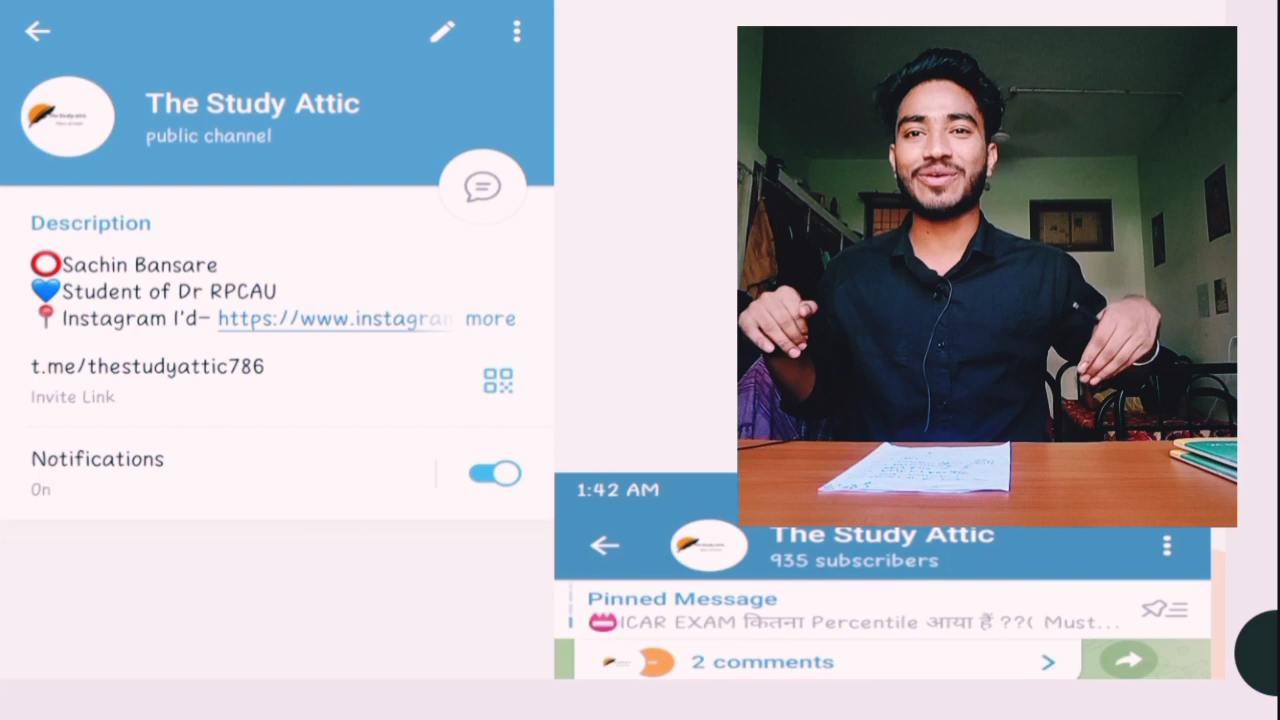 The Study Attic
public channel
Description
⭕Sachin Bansare
💙Student of Dr RPCAU
📍Instagram I'd- https://www.instagram more
t.me/thestudyattic786
Invite Link
Notifications
On
1:42 AM
The Study Attic
935 subscribers
Pinned Message
📛ICAR EXAM कितना Percentile आया हैं ??( Must...
2 comments